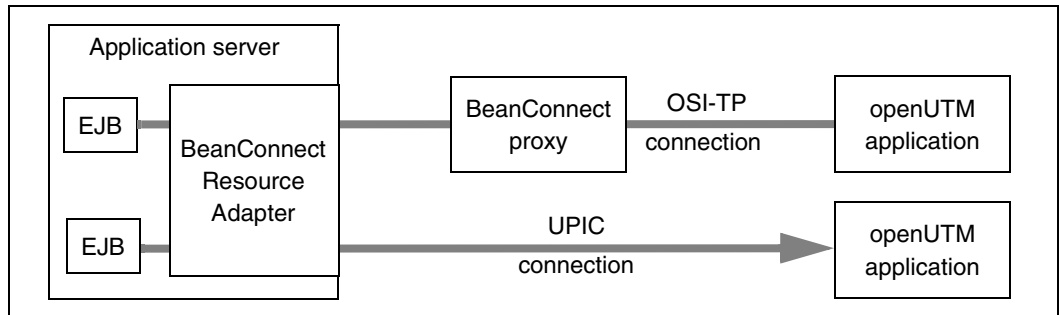 Application server
EJB
BeanConnect
Resource
Adapter
BeanConnect
proxy
OSI-TP
connection
openUTM
application
EJB
UPIC
connection
openUTM
application